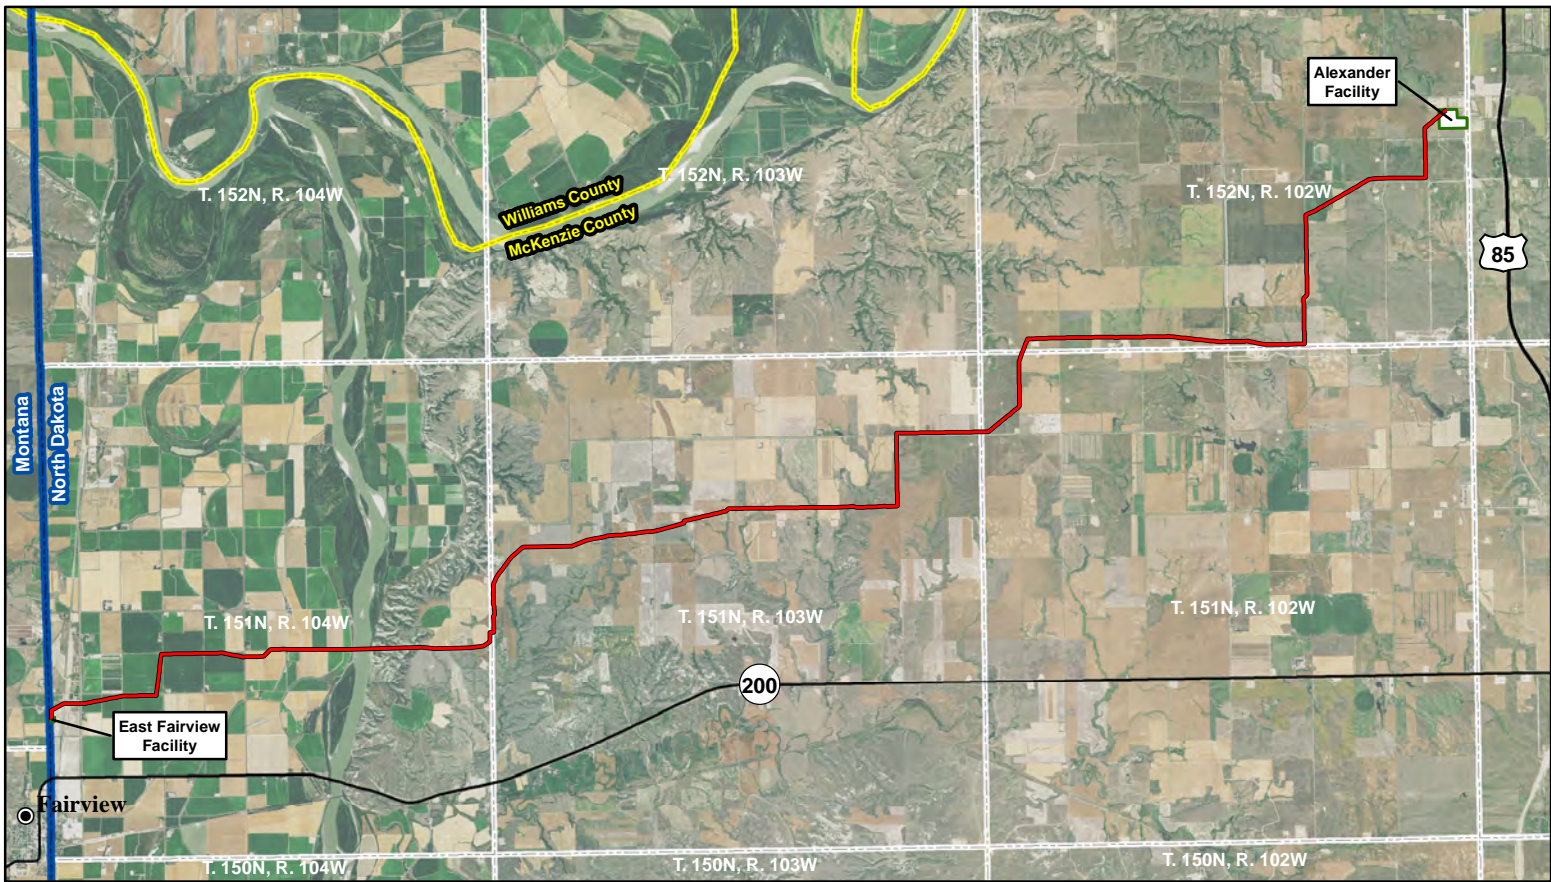 Alexander
Facility
T. 152N, R. 104W
T. 152N, R. 103W
T. 152N, R. 102W
Williams County
McKenzie County
85
Montana
North Dakota
T. 151N, R. 104W
T. 151N, R. 103W
T. 151N, R. 102W
200
East Fairview
Facility
Fairview
T. 150N, R. 104W
T. 150N, R. 103W
T. 150N, R. 102W